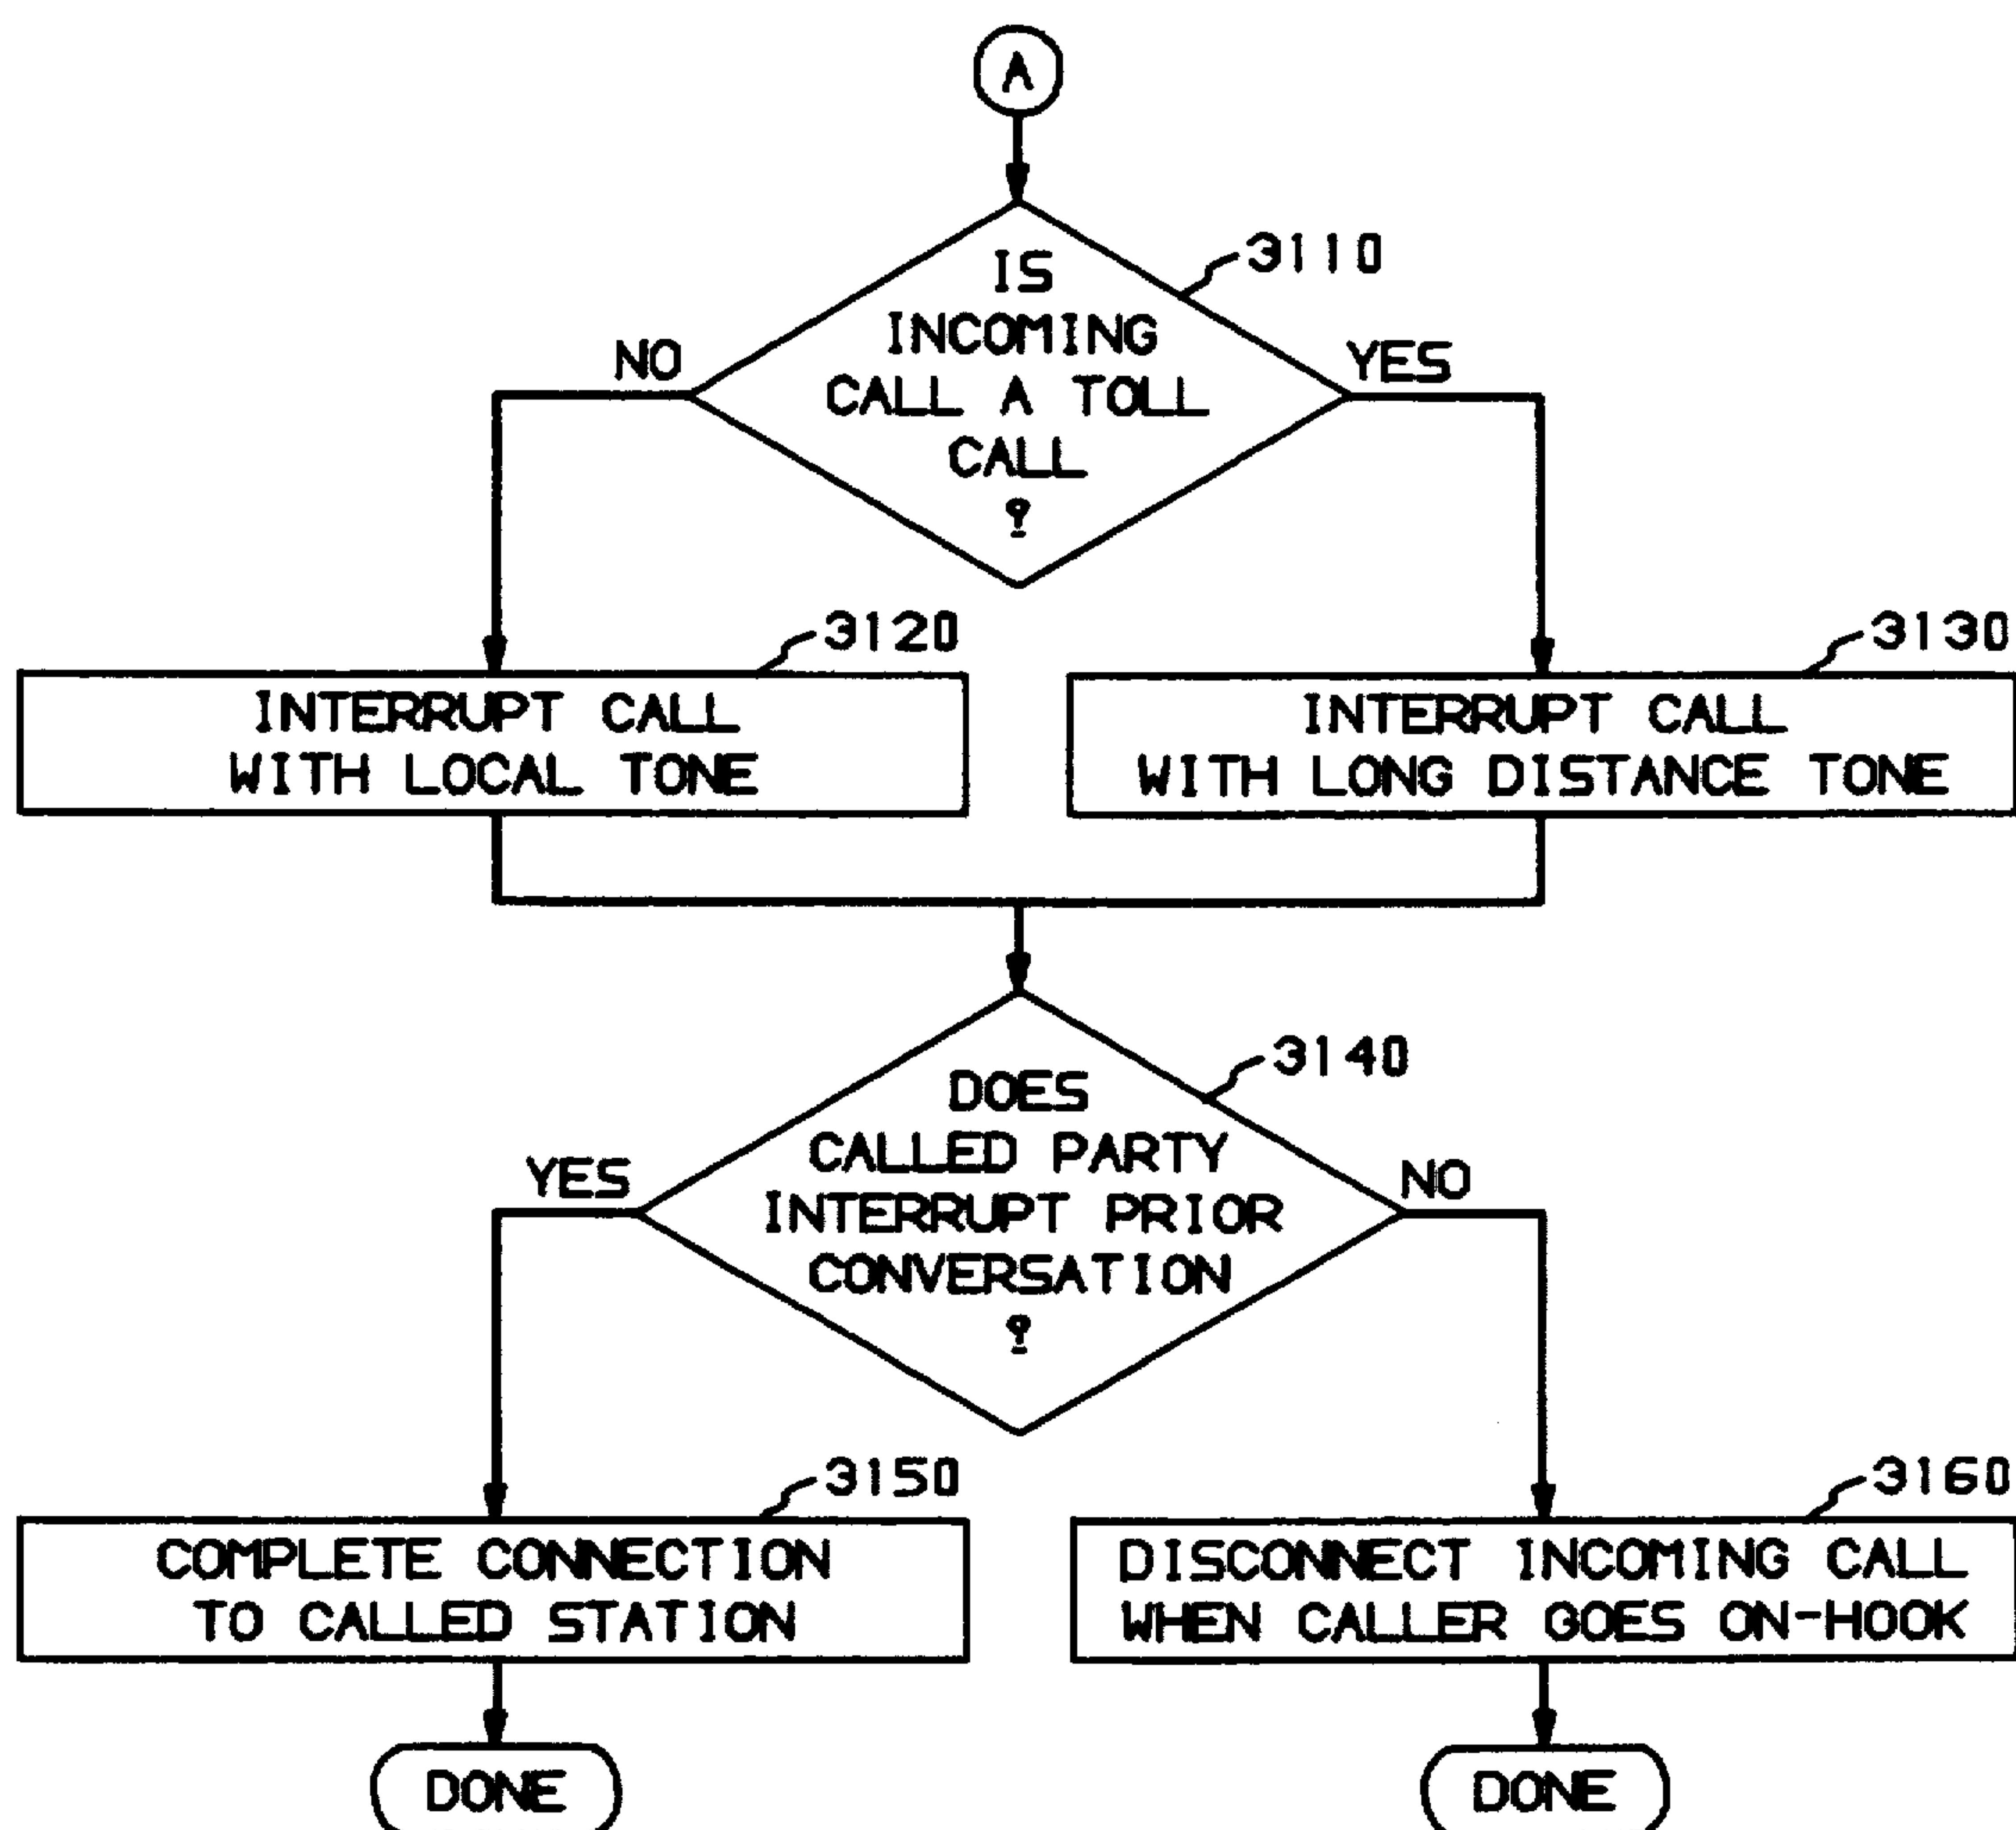 A
3110
IS
INCOMING
CALL A TOLL
CALL
?
NO
YES
3120
3130
INTERRUPT CALL
WITH LOCAL TONE
INTERRUPT CALL
WITH LONG DISTANCE TONE
3140
DOES
CALLED PARTY
INTERRUPT PRIOR
CONVERSATION
?
YES
NO
3150
3160
COMPLETE CONNECTION
TO CALLED STATION
DISCONNECT INCOMING CALL
WHEN CALLER GOES ON-HOOK
DONE
DONE